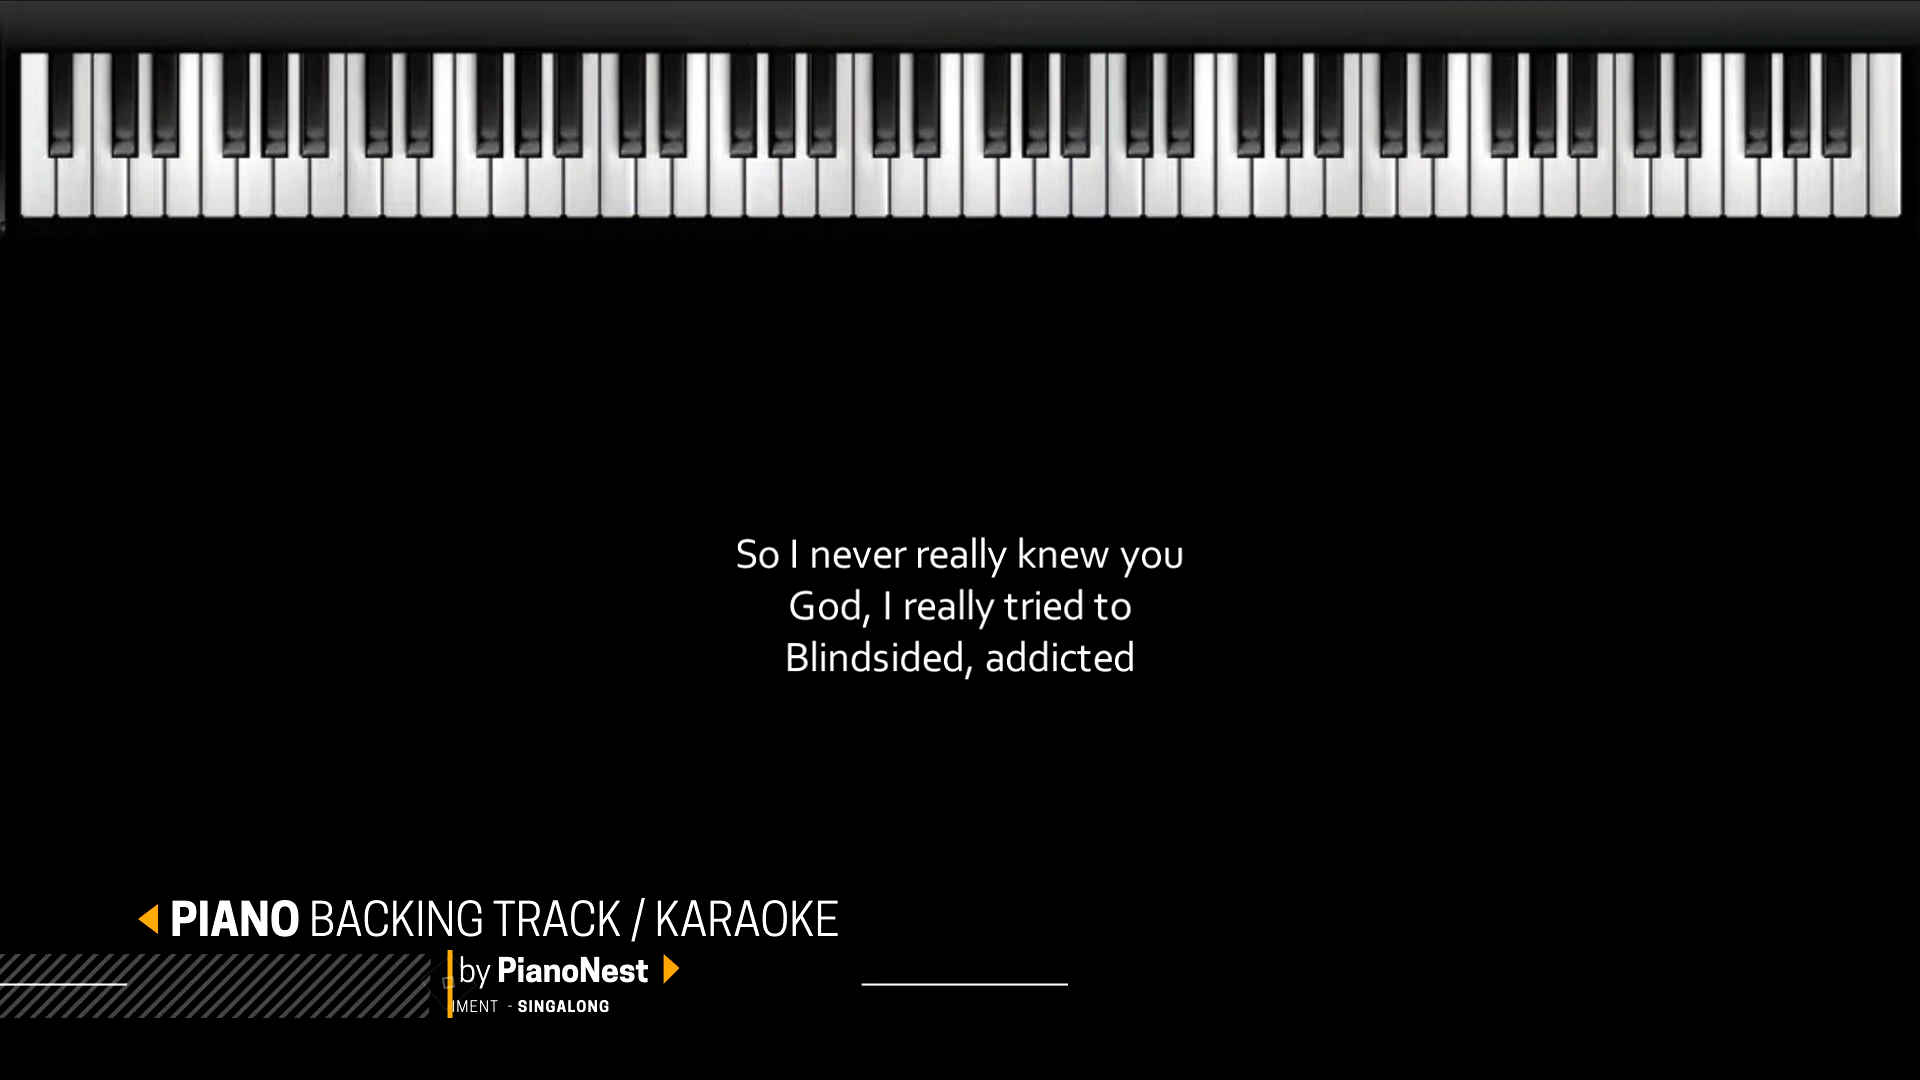 So I never really knew you
God, I really tried to
Blindsided, addicted
PIANO BACKING TRACK / KARAOKE
by PianoNest
IMENT - SINGALONG